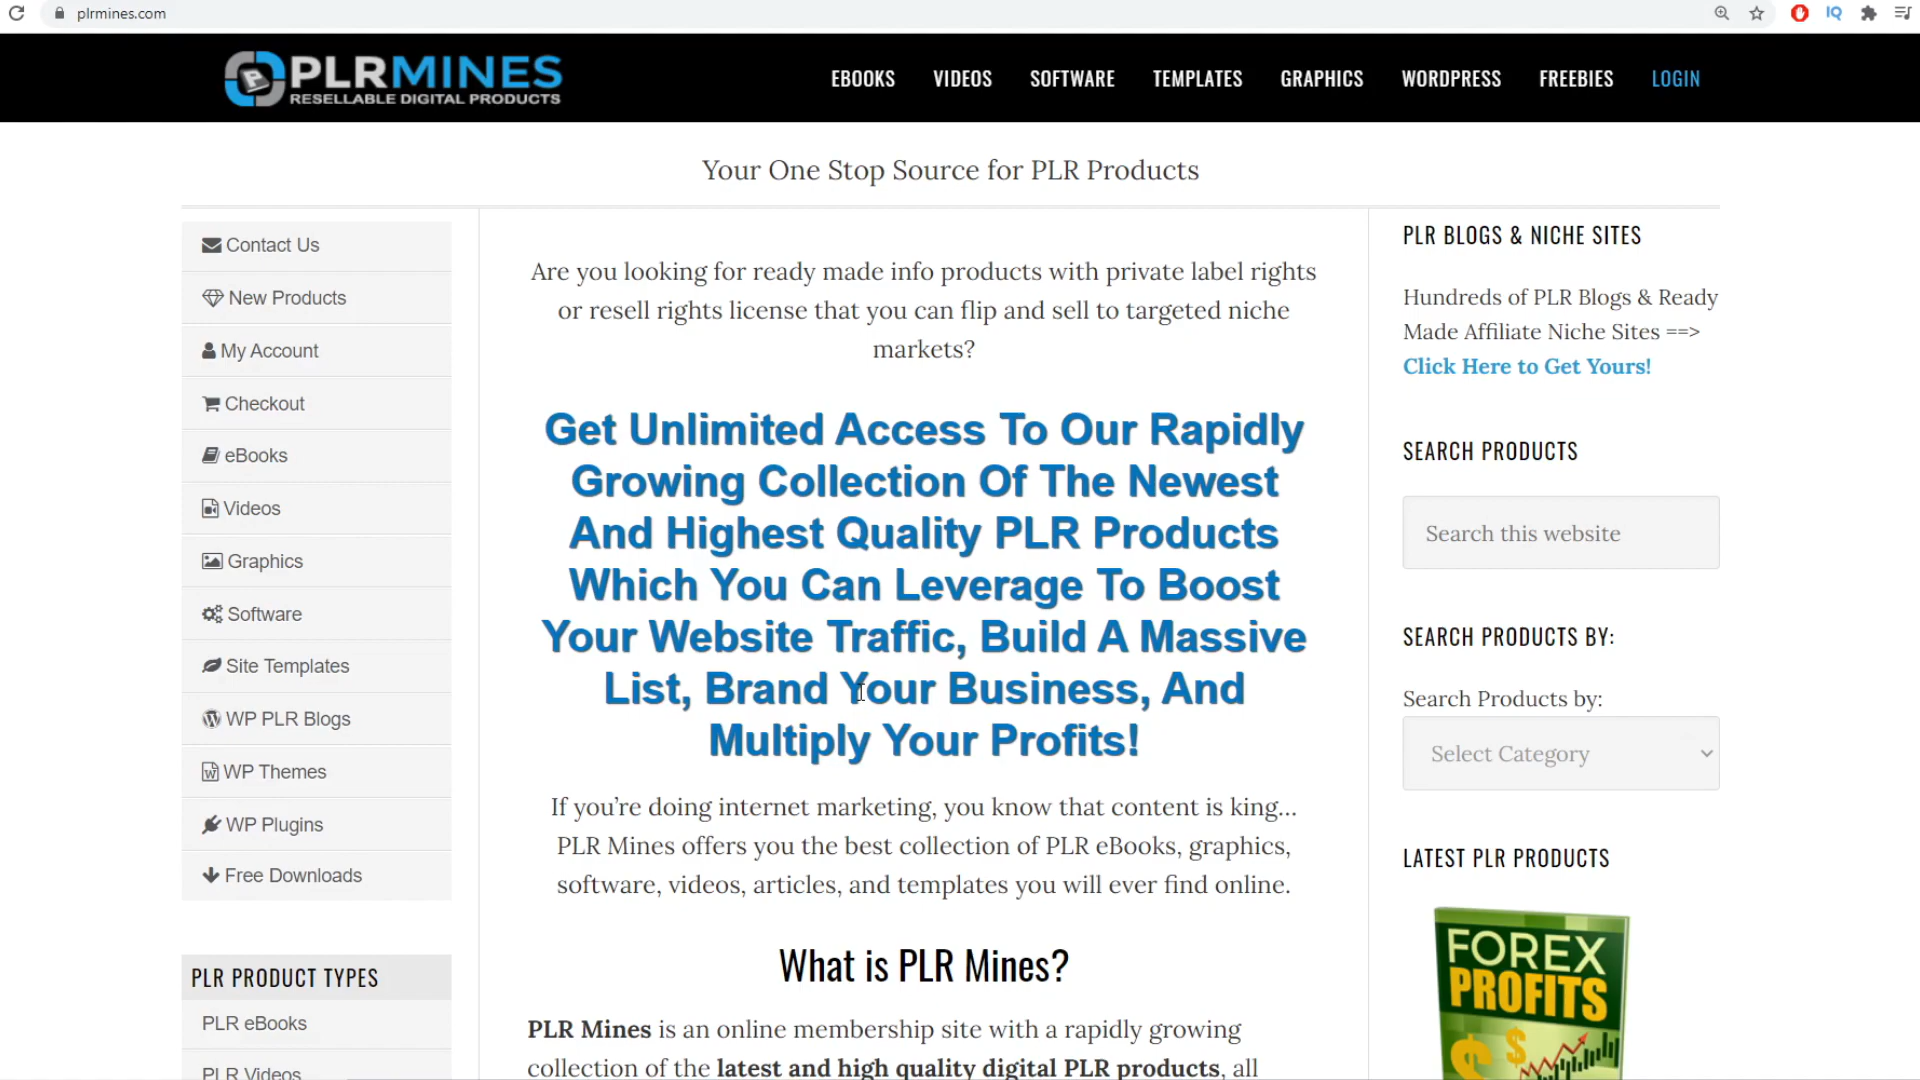 plrmines.com
PLRMINES
RESELLABLE DIGITAL PRODUCTS
EBOOKS VIDEOS SOFTWARE TEMPLATES GRAPHICS WORDPRESS FREEBIES LOGIN
Your One Stop Source for PLR Products
Contact Us
New Products
My Account
Checkout
eBooks
Videos
Graphics
Software
Site Templates
WP PLR Blogs
WP Themes
WP Plugins
Free Downloads
PLR PRODUCT TYPES
PLR eBooks
PLR Videos
Are you looking for ready made info products with private label rights
or resell rights license that you can flip and sell to targeted niche
markets?
Get Unlimited Access To Our Rapidly
Growing Collection Of The Newest
And Highest Quality PLR Products
Which You Can Leverage To Boost
Your Website Traffic, Build A Massive
List, Brand Your Business, And
Multiply Your Profits!
If you’re doing internet marketing, you know that content is king…
PLR Mines offers you the best collection of PLR eBooks, graphics,
software, videos, articles, and templates you will ever find online.
What is PLR Mines?
PLR Mines is an online membership site with a rapidly growing
collection of the latest and high quality digital PLR products, all
PLR BLOGS & NICHE SITES
Hundreds of PLR Blogs & Ready
Made Affiliate Niche Sites ==>
Click Here to Get Yours!
SEARCH PRODUCTS
Search this website
SEARCH PRODUCTS BY:
Search Products by:
Select Category
LATEST PLR PRODUCTS
FOREX
PROFITS